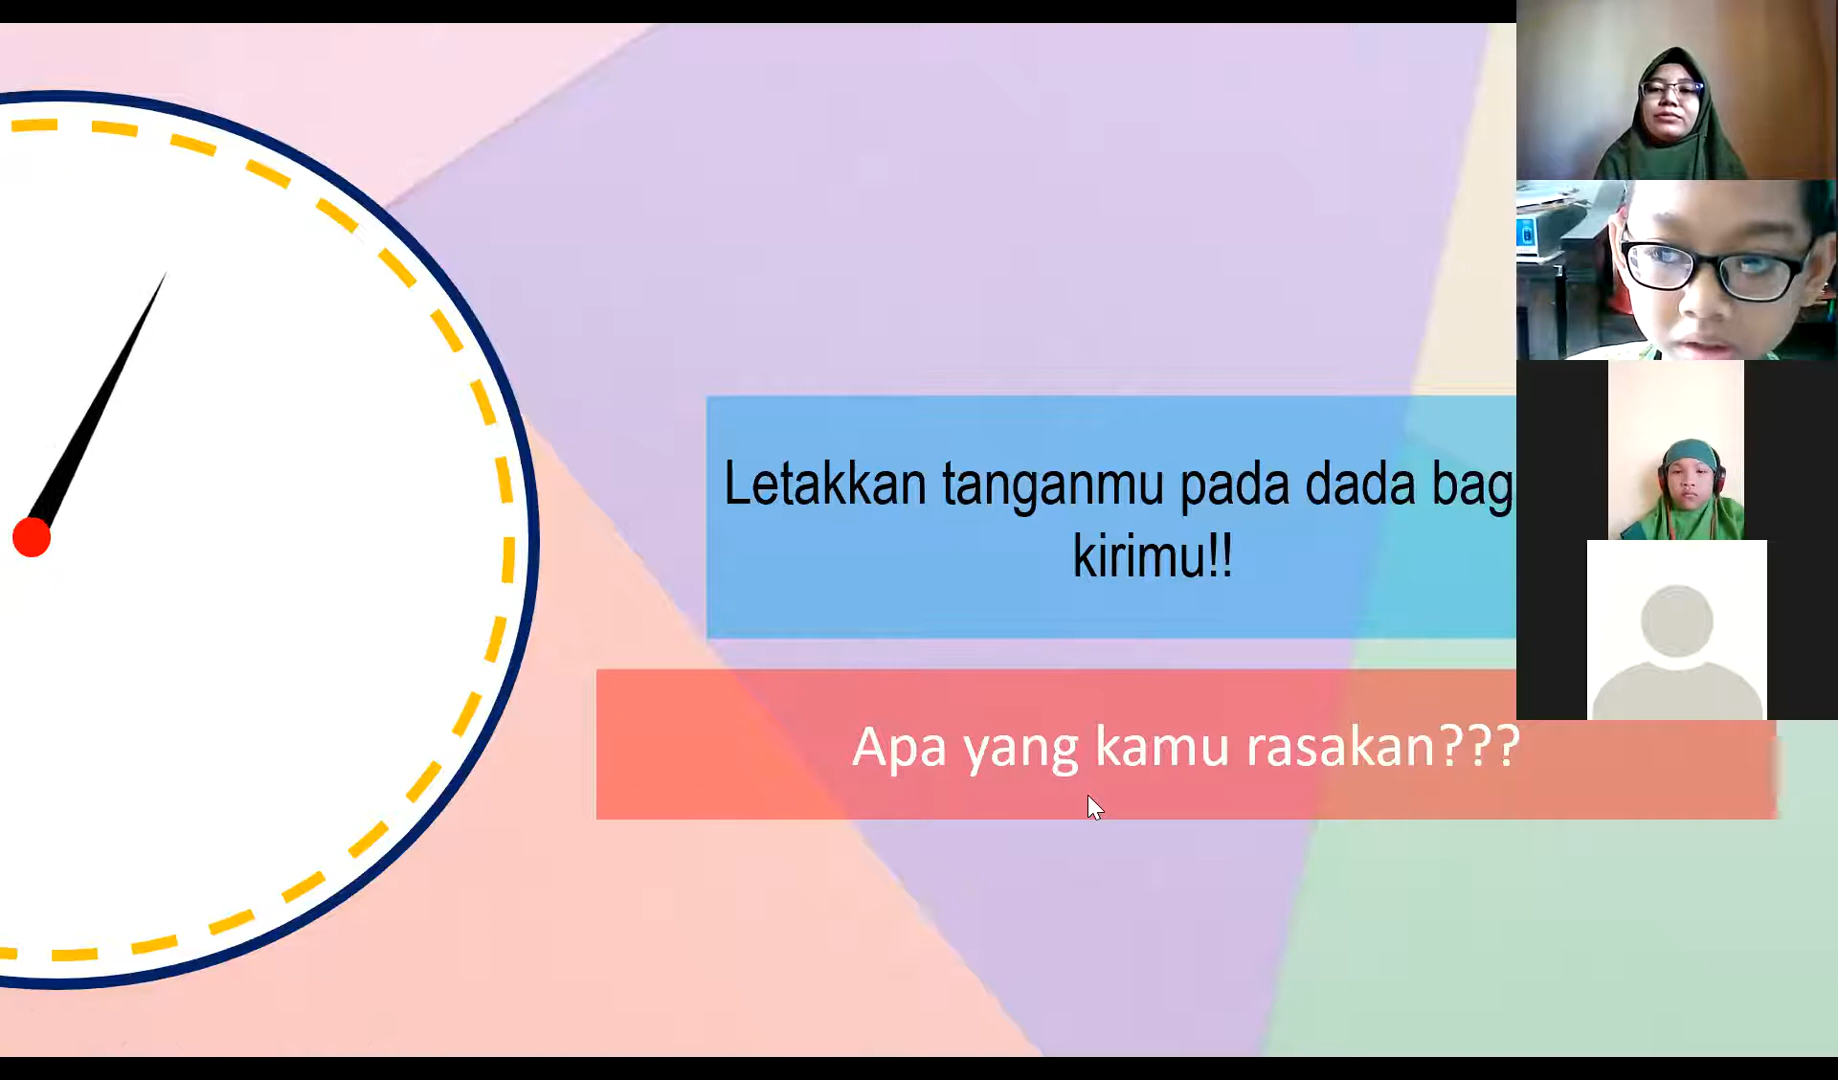 Letakkan tanganmu pada dada bag
kirimu!!
Apa yang kamu rasakan???